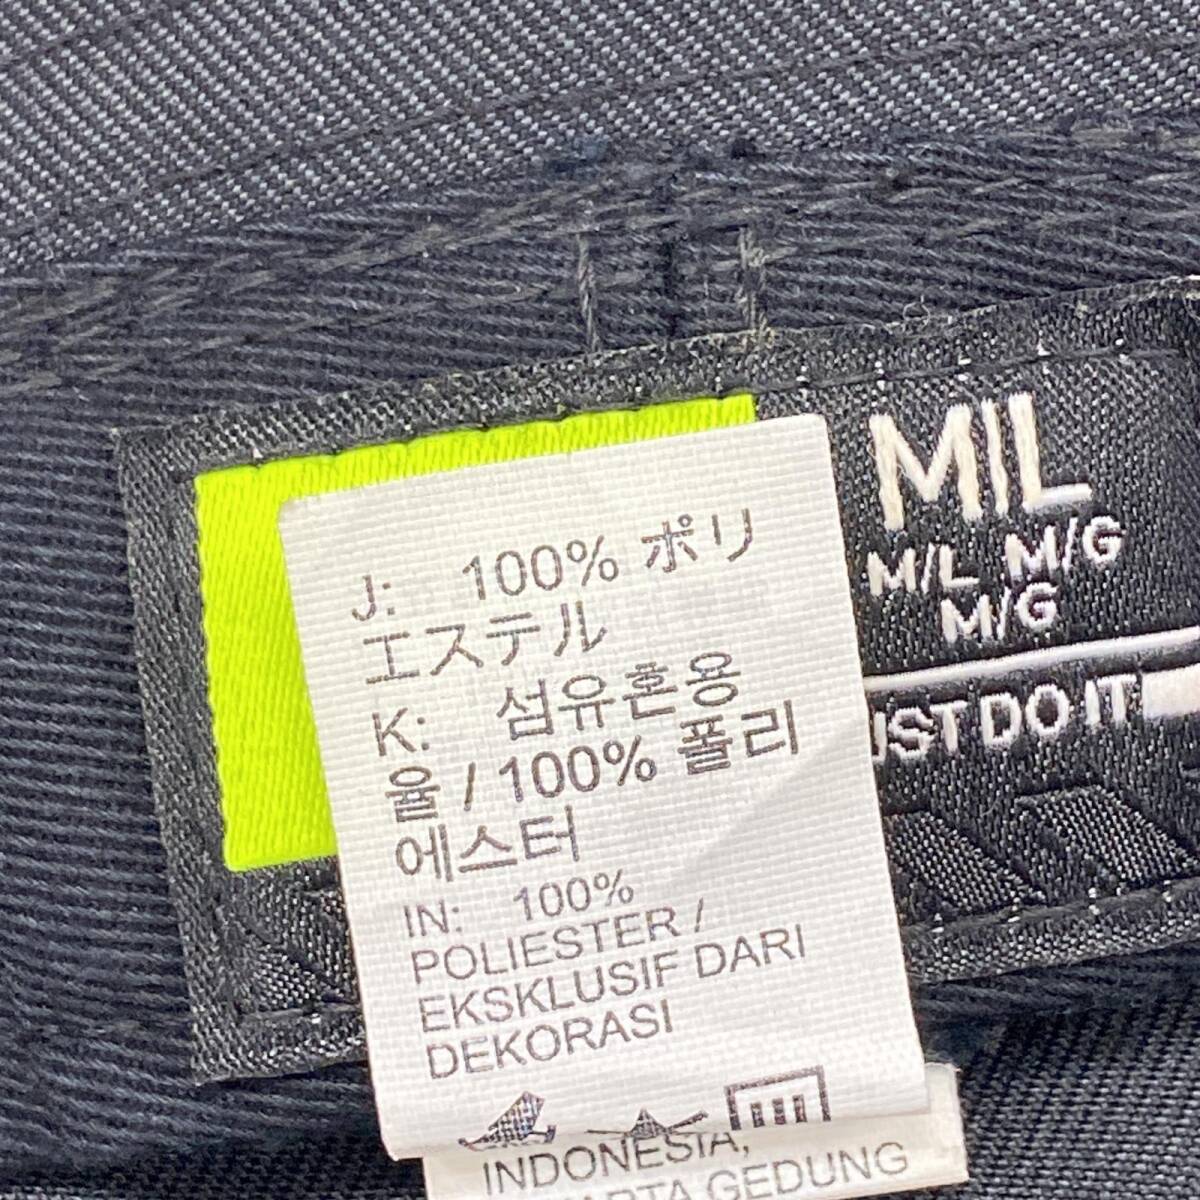 M/L
M/L M/G
M/G
JUST DO IT
J: 100% ポリ
エステル
K: 섬유혼용
율 / 100% 폴리
에스터
IN: 100%
POLIESTER /
EKSKLUSIF DARI
DEKORASI
INDONESIA,
GEDUNG